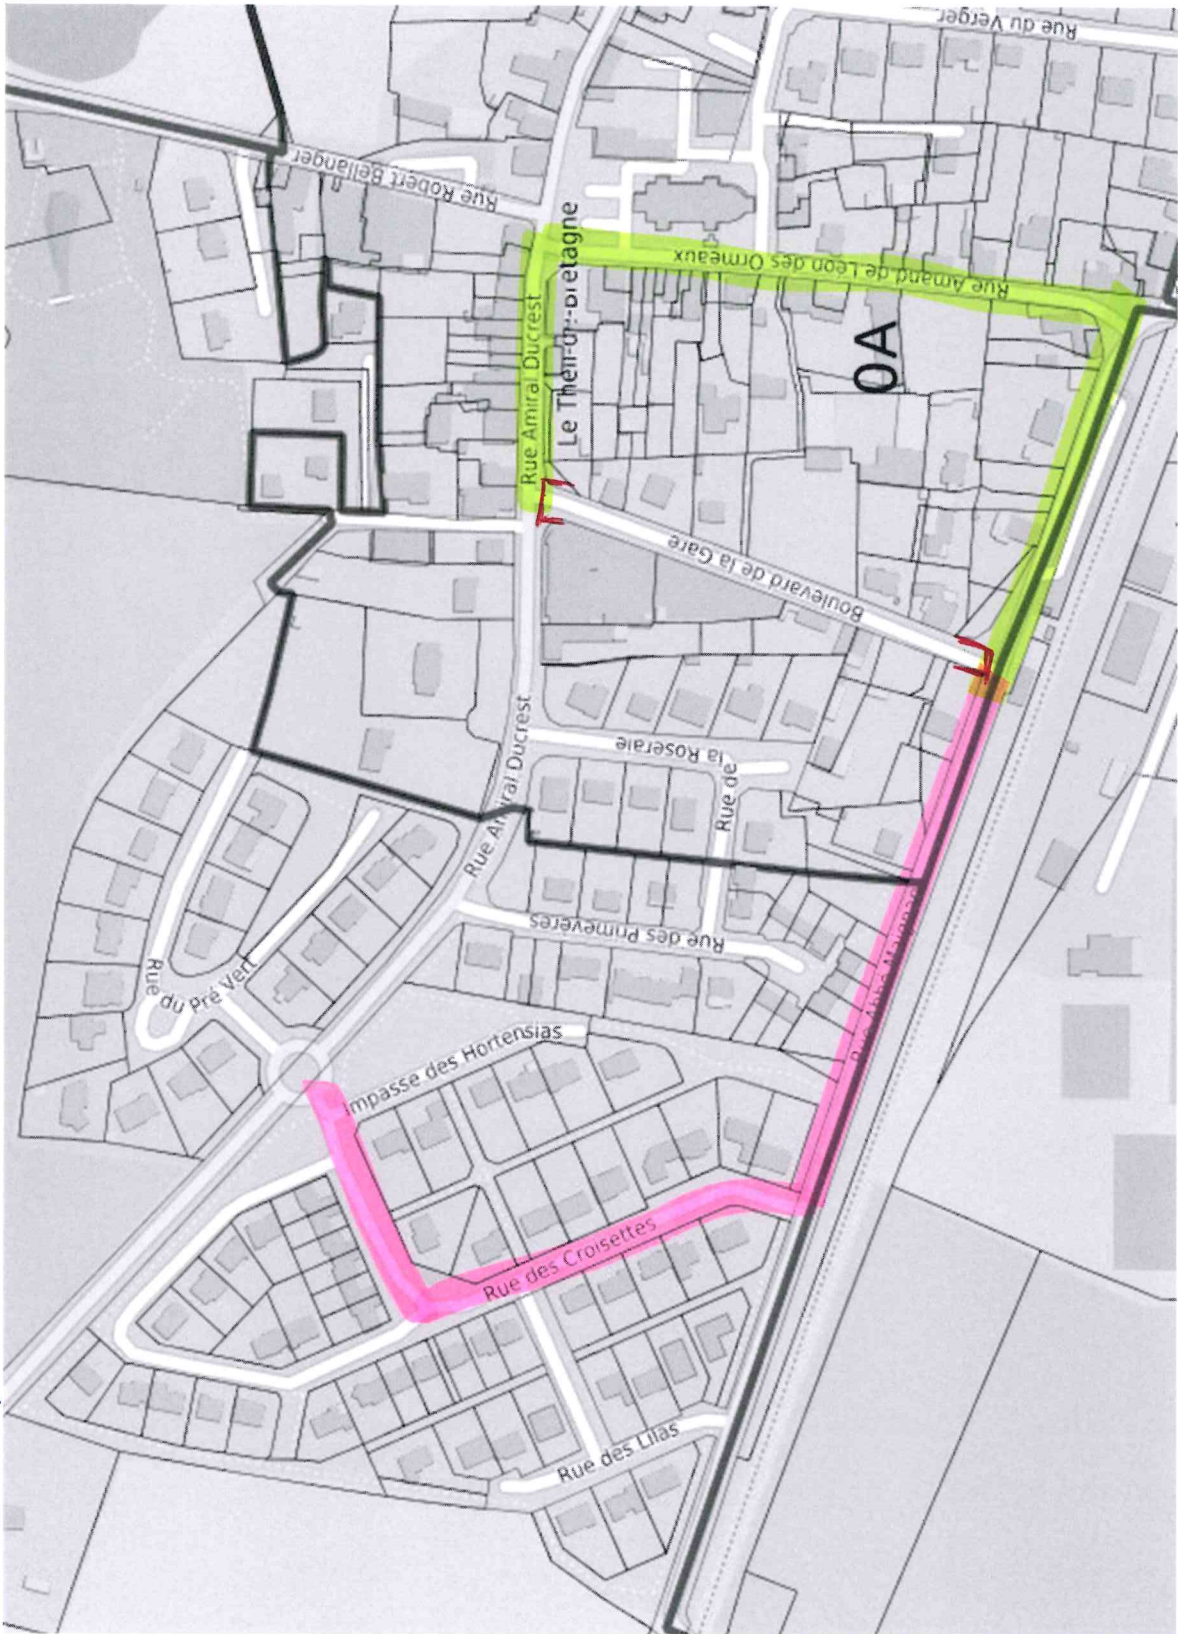 Rue du Verger
Rue Robert Bellanger
Rue Amand de Léon des Ormeaux
Rue Amiral Ducrest
Le Theil-de-Bretagne
0A
Boulevard de la Gare
Rue de
la Roseraie
Rue Amiral Ducrest
Rue des Primevères
Rue
du Pré Vert
Impasse des Hortensias
Rue Abbé
Rue des Croisettes
Rue des Lilas